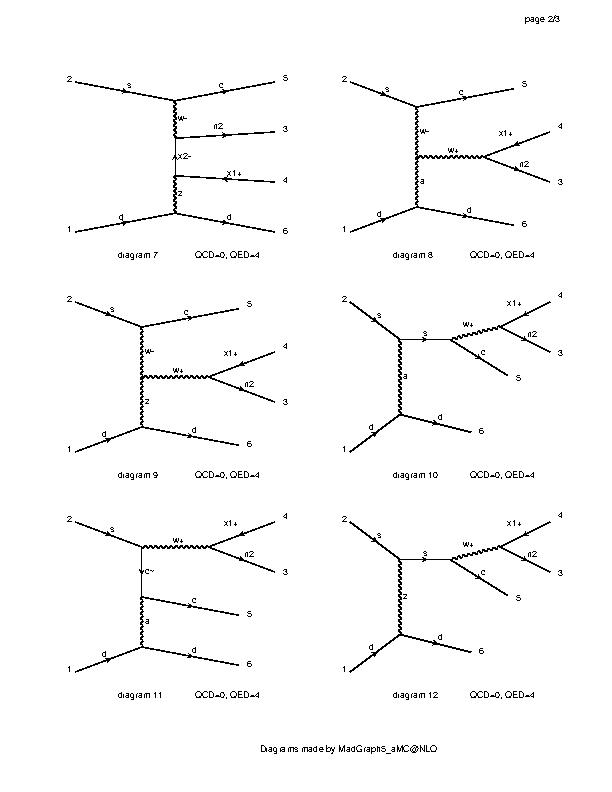 page 2/3
2 s c 5
w-
n2 3
x2-
x1+ 4
z
d d
1 6
diagram 7 QCD=0, QED=4
2 s c 5
w-
x1+ 4
w+
n2
3
a
d d
1 6
diagram 8 QCD=0, QED=4
2 s c 5
w-
x1+ 4
w+
n2
3
z
d d
1 6
diagram 9 QCD=0, QED=4
2 x1+ 4
s w+
s n2
c 3
a 5
d d 6
1
diagram 10 QCD=0, QED=4
2 x1+ 4
s w+
n2
3
c~
c
5
a
d d
1 6
diagram 11 QCD=0, QED=4
2 x1+ 4
s w+
s n2
c 3
z 5
d d 6
1
diagram 12 QCD=0, QED=4
Diagrams made by MadGraph5_aMC@NLO